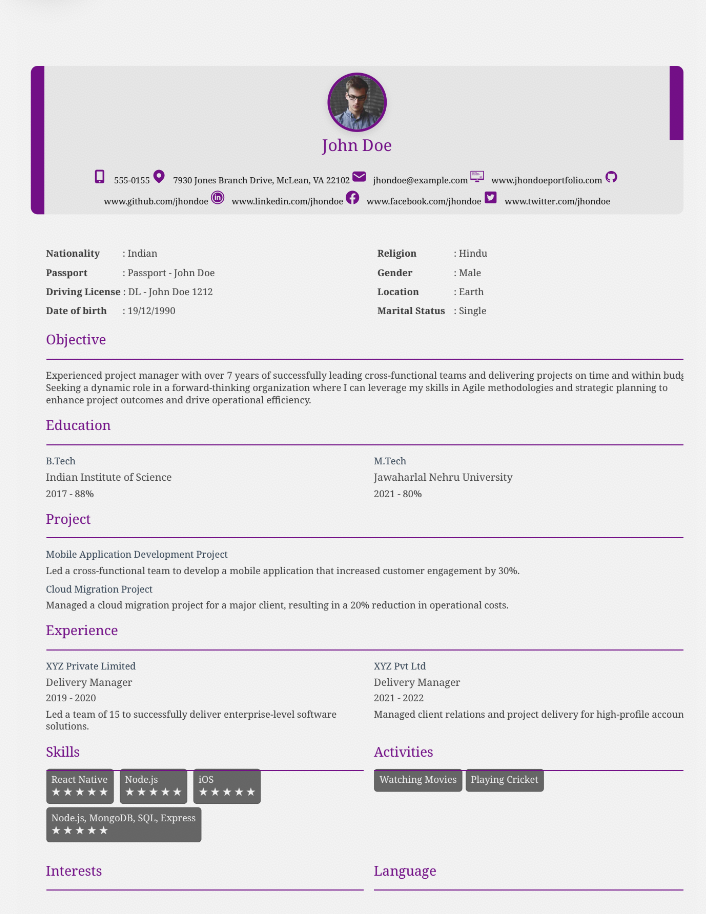 John Doe
555-0155 7930 Jones Branch Drive, McLean, VA 22102 jhondoe@example.com www.jhondoeportfolio.com
www.github.com/jhondoe www.linkedin.com/jhondoe www.facebook.com/jhondoe www.twitter.com/jhondoe
Nationality : Indian
Religion : Hindu
Passport : Passport - John Doe
Gender : Male
Driving License : DL - John Doe 1212
Location : Earth
Date of birth : 19/12/1990
Marital Status : Single
Objective
Experienced project manager with over 7 years of successfully leading cross-functional teams and delivering projects on time and within budg
Seeking a dynamic role in a forward-thinking organization where I can leverage my skills in Agile methodologies and strategic planning to
enhance project outcomes and drive operational efficiency.
Education
B.Tech
Indian Institute of Science
2017 - 88%
M.Tech
Jawaharlal Nehru University
2021 - 80%
Project
Mobile Application Development Project
Led a cross-functional team to develop a mobile application that increased customer engagement by 30%.
Cloud Migration Project
Managed a cloud migration project for a major client, resulting in a 20% reduction in operational costs.
Experience
XYZ Private Limited
Delivery Manager
2019 - 2020
Led a team of 15 to successfully deliver enterprise-level software
solutions.
XYZ Pvt Ltd
Delivery Manager
2021 - 2022
Managed client relations and project delivery for high-profile accoun
Skills
React Native
★ ★ ★ ★ ★
Node.js
★ ★ ★ ★ ★
iOS
★ ★ ★ ★ ★
Node.js, MongoDB, SQL, Express
★ ★ ★ ★ ★
Activities
Watching Movies
Playing Cricket
Interests
Language